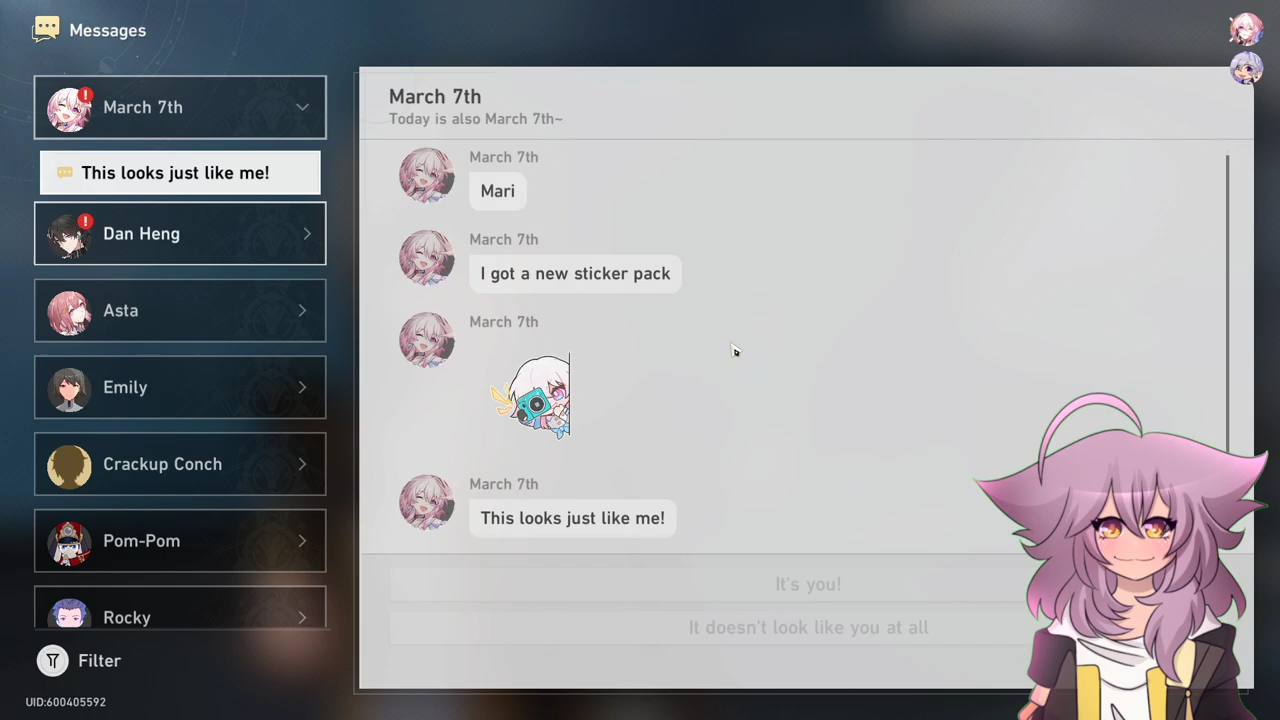 Messages
March 7th
This looks just like me!
Dan Heng
Asta
Emily
Crackup Conch
Pom-Pom
Rocky
Filter
UID:600405592
March 7th
Today is also March 7th~
March 7th
Mari
March 7th
I got a new sticker pack
March 7th
March 7th
This looks just like me!
It's you!
It doesn't look like you at all